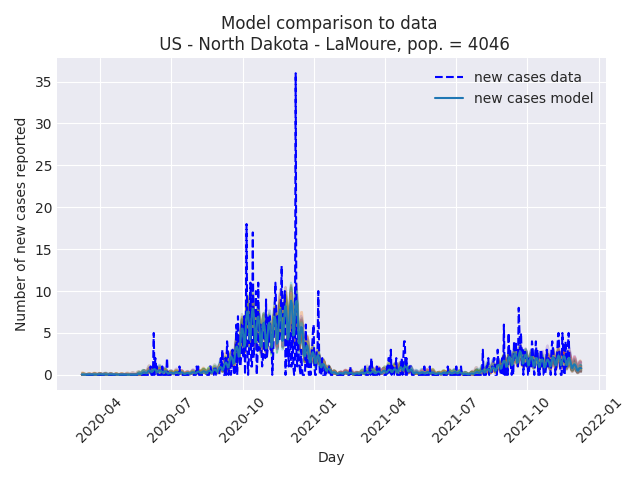 Model comparison to data
US - North Dakota - LaMoure, pop. = 4046
new cases data
new cases model
Number of new cases reported
35
30
25
20
15
10
5
0
2020-04
2020-07
2020-10
2021-01
2021-04
2021-07
2021-10
2022-01
Day